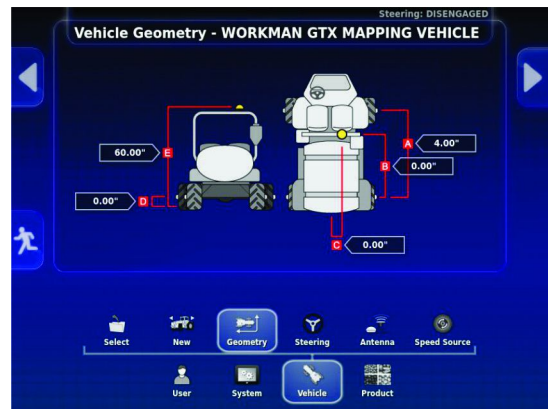 Steering: DISENGAGED
Vehicle Geometry - WORKMAN GTX MAPPING VEHICLE
60.00"
E
A
4.00"
B
0.00"
0.00"
D
C
0.00"
Select
New
Geometry
Steering
Antenna
Speed Source
User
System
Vehicle
Product